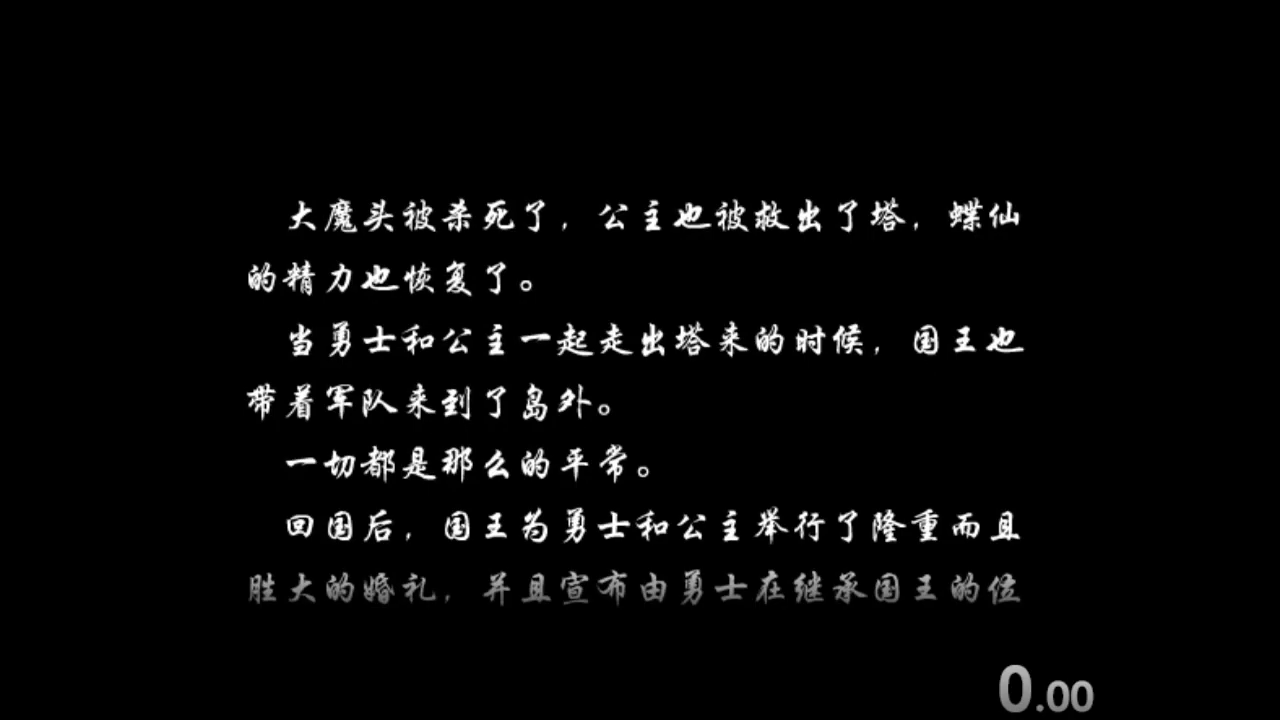 大魔头被杀死了，公主也被救出了塔，蝶仙
的精力也恢复了。
当勇士和公主一起走出塔来的时候，国王也
带着军队来到了岛外。
一切都是那么的平常。
回国后，国王为勇士和公主举行了隆重而且
胜大的婚礼，并且宣布由勇士在继承国王的位
0.00